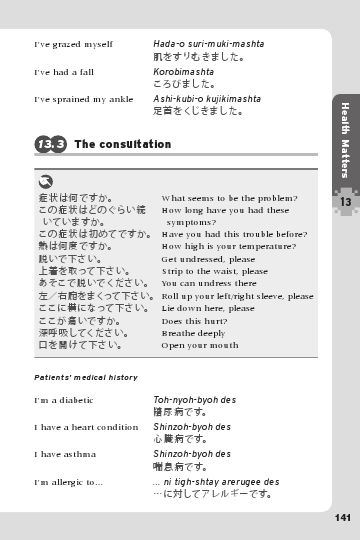 I've grazed myself Hada-o suri-muki-mashta
肌をすりむきました。
I've had a fall Korobimashta
ころびました。
I've sprained my ankle Ashi-kubi-o kujikimashta
足首をくじきました。
13.3 The consultation
症状は何ですか。 What seems to be the problem?
この症状はどのぐらい続 How long have you had these
いていますか。 symptoms?
この症状は初めてですか。 Have you had this trouble before?
熱は何度ですか。 How high is your temperature?
脱いで下さい。 Get undressed, please
上着を取って下さい。 Strip to the waist, please
あそこで脱いでください。 You can undress there
左／右腕をまくって下さい。 Roll up your left/right sleeve, please
ここに横になって下さい。 Lie down here, please
ここが痛いですか。 Does this hurt?
深呼吸してください。 Breathe deeply
口を開けて下さい。 Open your mouth
Patients' medical history
I'm a diabetic Toh-nyoh-byoh des
糖尿病です。
I have a heart condition Shinzoh-byoh des
心臓病です。
I have asthma Shinzoh-byoh des
喘息病です。
I'm allergic to... ... ni tigh-shtay arerugee des
…に対してアレルギーです。
Health Matters
13
141